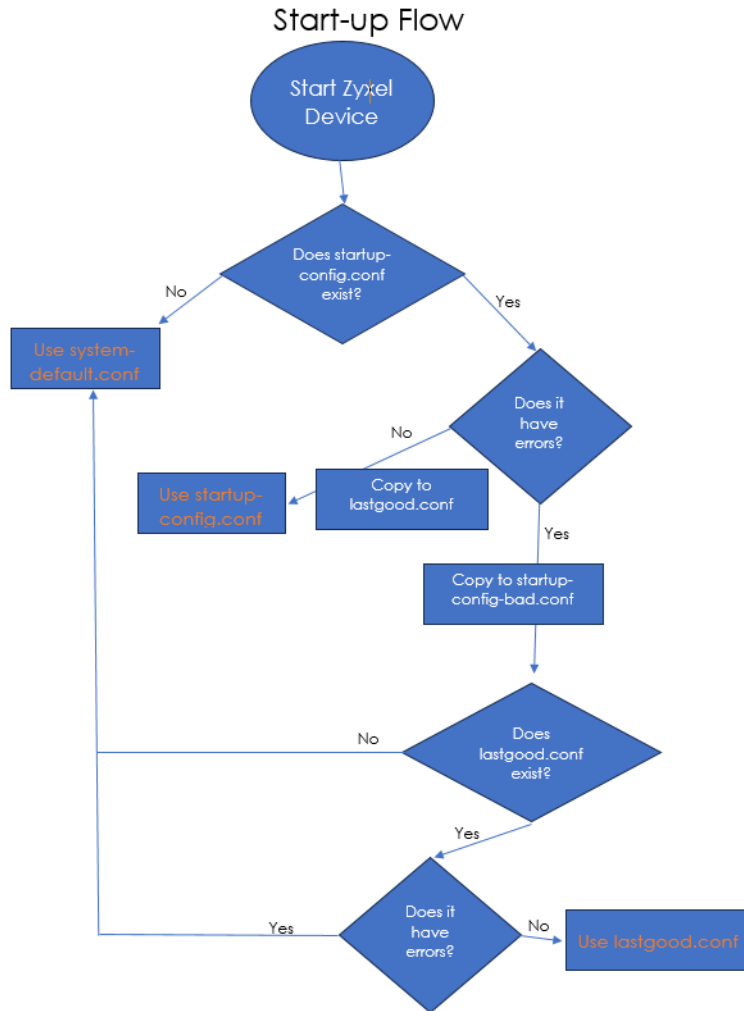 Start-up Flow
Start Zyxel
Device
Does startup-
config.conf
exist?
No
Yes
Use system-
default.conf
Does it
have
errors?
No
Copy to
lastgood.conf
Use startup-
config.conf
Yes
Copy to startup-
config-bad.conf
Does
lastgood.conf
exist?
No
Yes
Does it
have
errors?
Yes
No
Use lastgood.conf